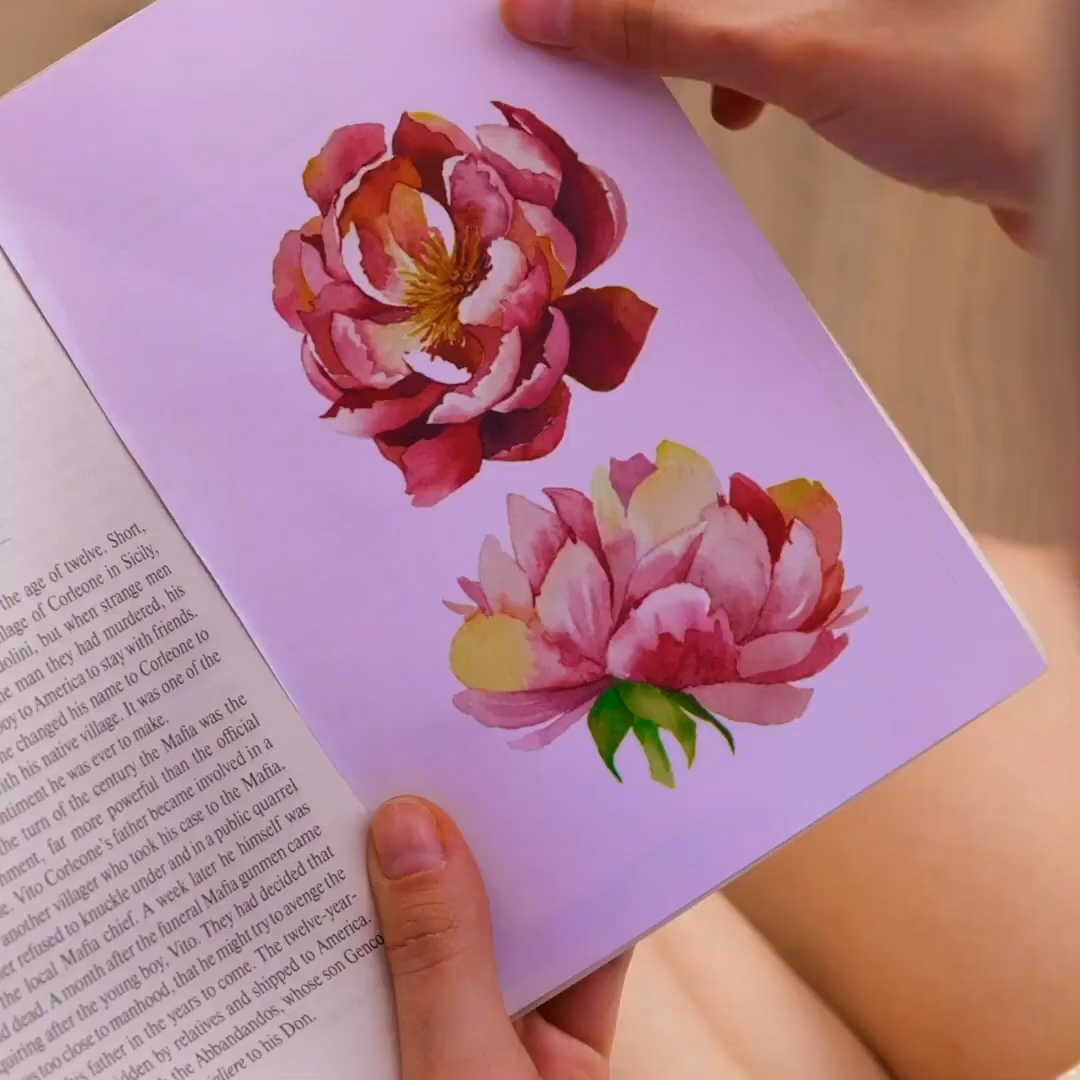 the age of twelve. Short,
village of Corleone in Sicily,
dolini, but when strange men
he man they had murdered, his
boy to America to stay with friends.
he changed his name to Corleone to
with his native village. It was one of the
ntiment he was ever to make.
the turn of the century the Mafia was the
nment, far more powerful than the official
e. Vito Corleone's father became involved in a
another villager who took his case to the Mafia.
her refused to knuckle under and in a public quarrel
the local Mafia chief. A week later he himself was
d dead. A month after the funeral Mafia gunmen came
quiring after the young boy, Vito. They had decided that
s too close to manhood, that he might try to avenge the
his father in the years to come. The twelve-year-
dden by relatives and shipped to America.
the Abbandandos, whose son Genco
gliere to his Don.